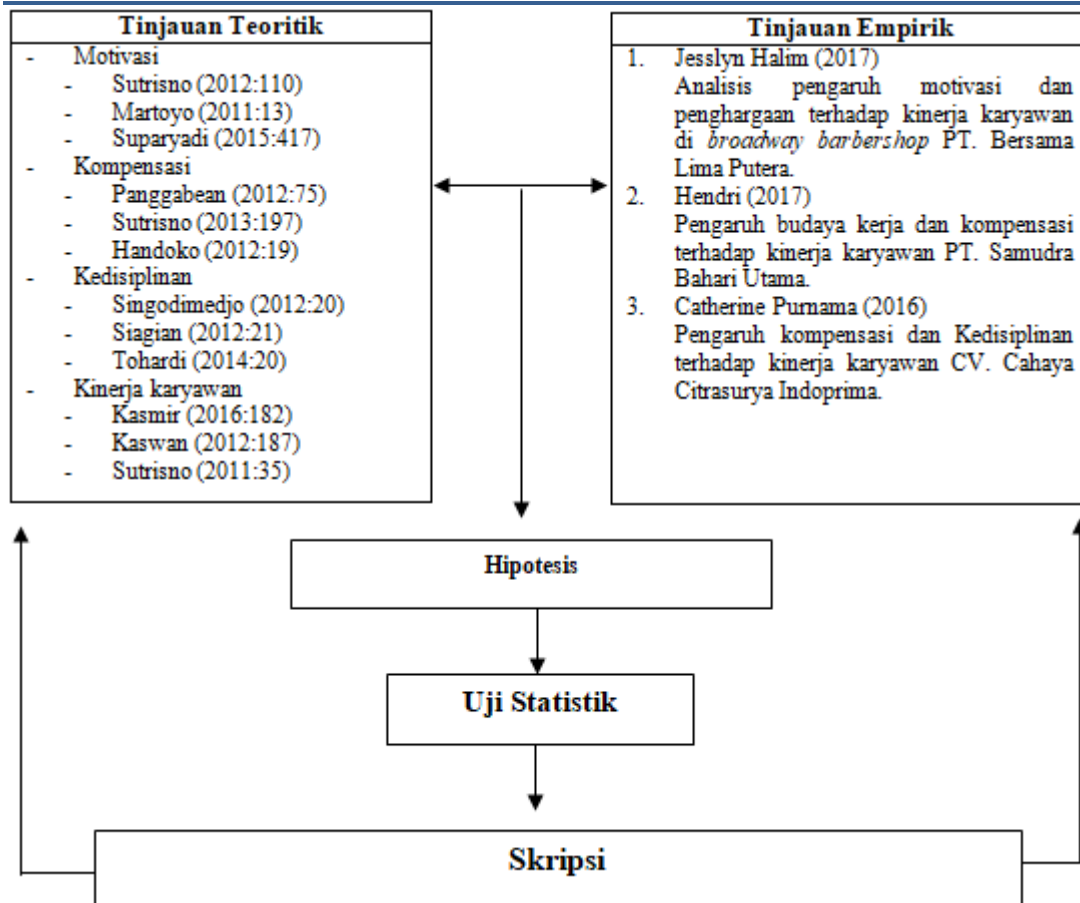 Tinjauan Teoritik
- Motivasi
- Sutrisno (2012:110)
- Martoyo (2011:13)
- Suparyadi (2015:417)
- Kompensasi
- Panggabean (2012:75)
- Sutrisno (2013:197)
- Handoko (2012:19)
- Kedisiplinan
- Singodimedjo (2012:20)
- Siagian (2012:21)
- Tohardi (2014:20)
- Kinerja karyawan
- Kasmir (2016:182)
- Kaswan (2012:187)
- Sutrisno (2011:35)
Tinjauan Empirik
1. Jesslyn Halim (2017)
Analisis pengaruh motivasi dan
penghargaan terhadap kinerja karyawan
di broadway barbershop PT. Bersama
Lima Putera.
2. Hendri (2017)
Pengaruh budaya kerja dan kompensasi
terhadap kinerja karyawan PT. Samudra
Bahari Utama.
3. Catherine Purnama (2016)
Pengaruh kompensasi dan Kedisiplinan
terhadap kinerja karyawan CV. Cahaya
Citrasurya Indoprima.
Hipotesis
Uji Statistik
Skripsi